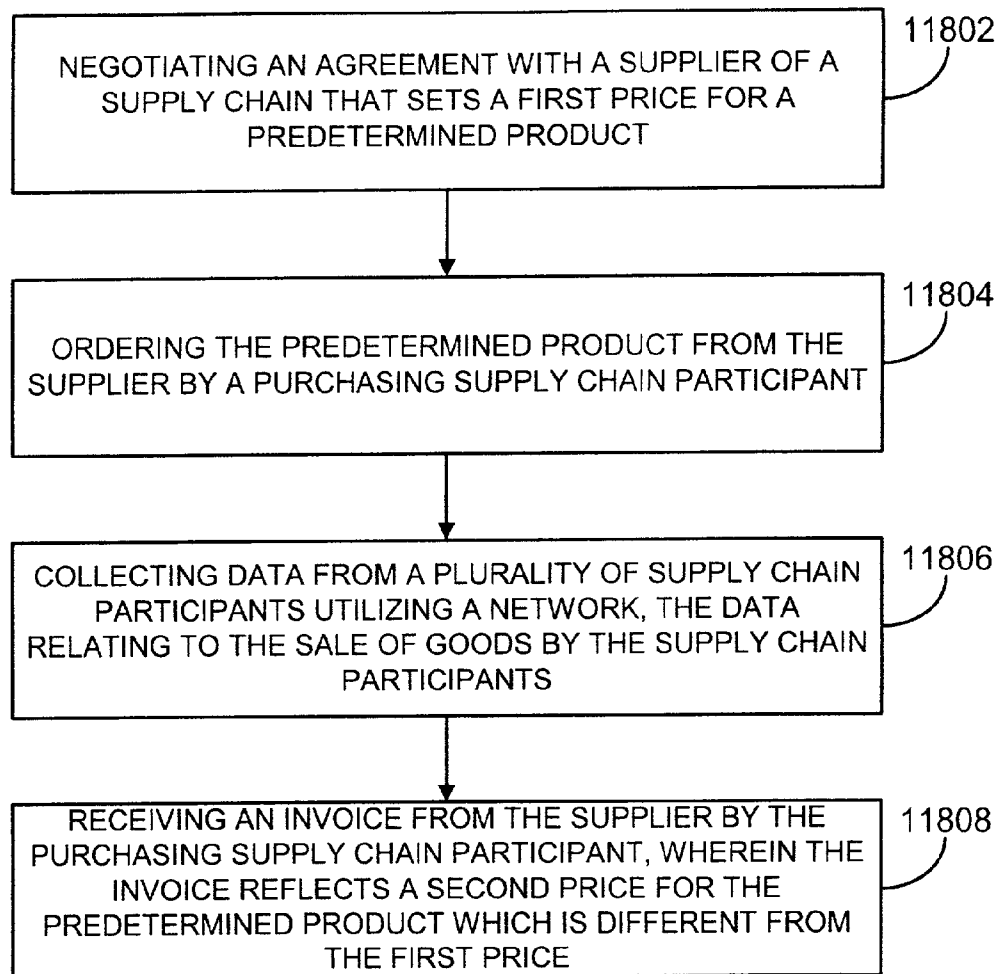 11802
NEGOTIATING AN AGREEMENT WITH A SUPPLIER OF A
SUPPLY CHAIN THAT SETS A FIRST PRICE FOR A
PREDETERMINED PRODUCT
11804
ORDERING THE PREDETERMINED PRODUCT FROM THE
SUPPLIER BY A PURCHASING SUPPLY CHAIN PARTICIPANT
11806
COLLECTING DATA FROM A PLURALITY OF SUPPLY CHAIN
PARTICIPANTS UTILIZING A NETWORK, THE DATA
RELATING TO THE SALE OF GOODS BY THE SUPPLY CHAIN
PARTICIPANTS
11808
RECEIVING AN INVOICE FROM THE SUPPLIER BY THE
PURCHASING SUPPLY CHAIN PARTICIPANT, WHEREIN THE
INVOICE REFLECTS A SECOND PRICE FOR THE
PREDETERMINED PRODUCT WHICH IS DIFFERENT FROM
THE FIRST PRICE